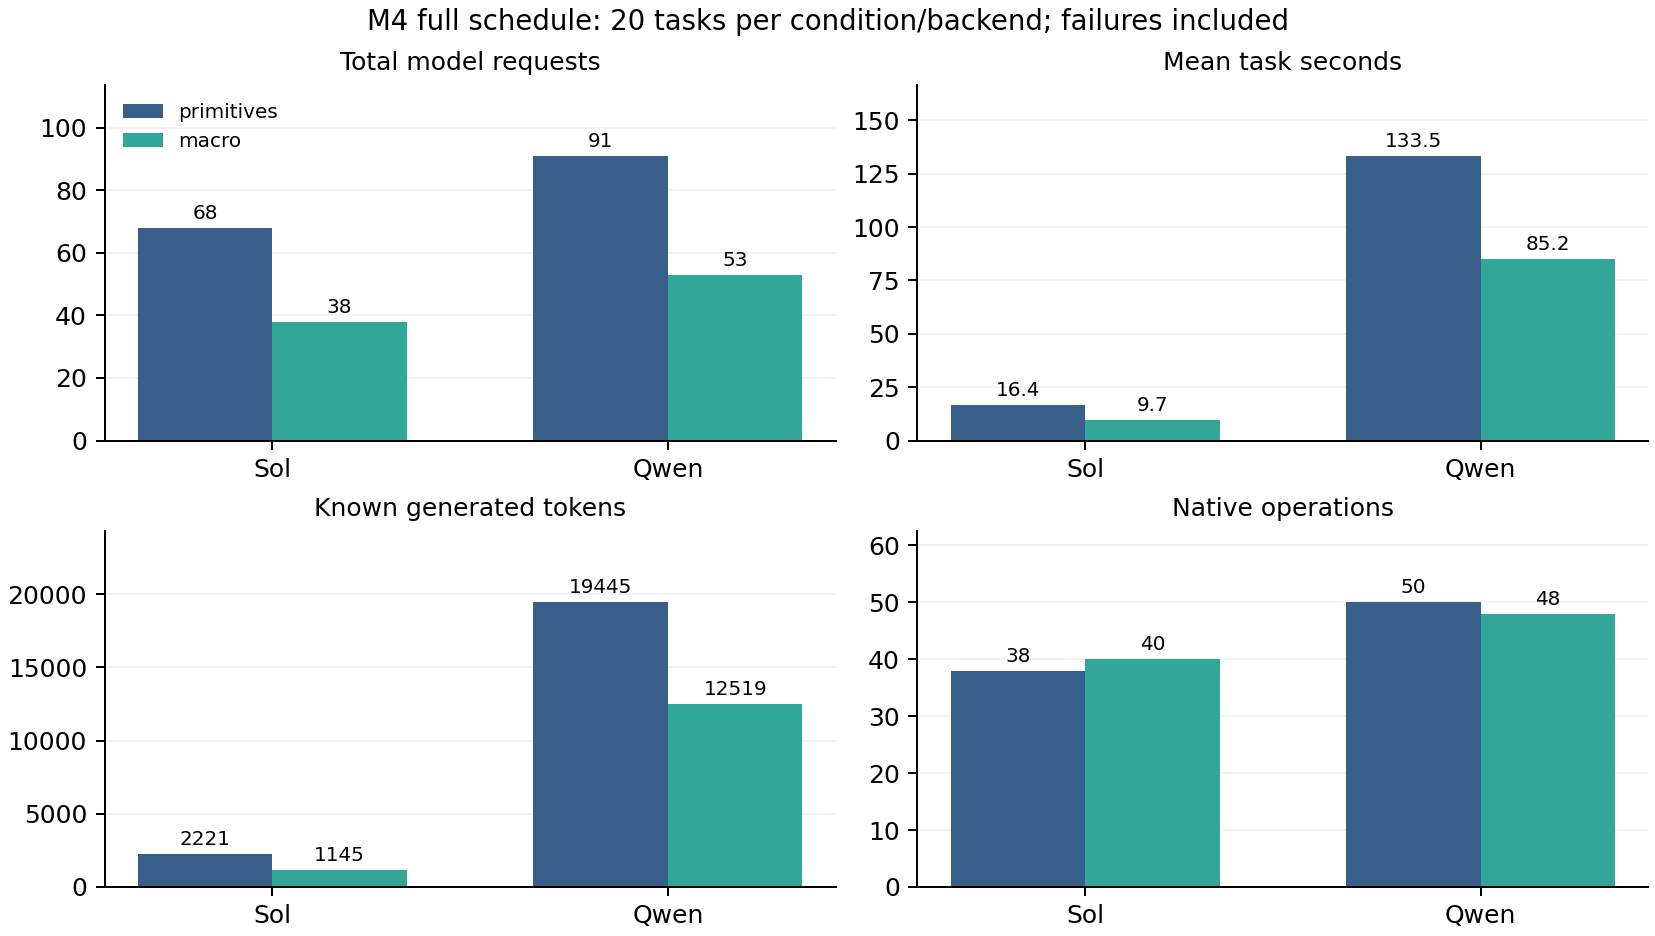 M4 full schedule: 20 tasks per condition/backend; failures included
Total model requests
primitives
macro
100
80
60
40
20
0
68
38
91
53
Sol
Qwen
Mean task seconds
150
125
100
75
50
25
0
16.4
9.7
133.5
85.2
Sol
Qwen
Known generated tokens
20000
15000
10000
5000
0
2221
1145
19445
12519
Sol
Qwen
Native operations
60
50
40
30
20
10
0
38
40
50
48
Sol
Qwen